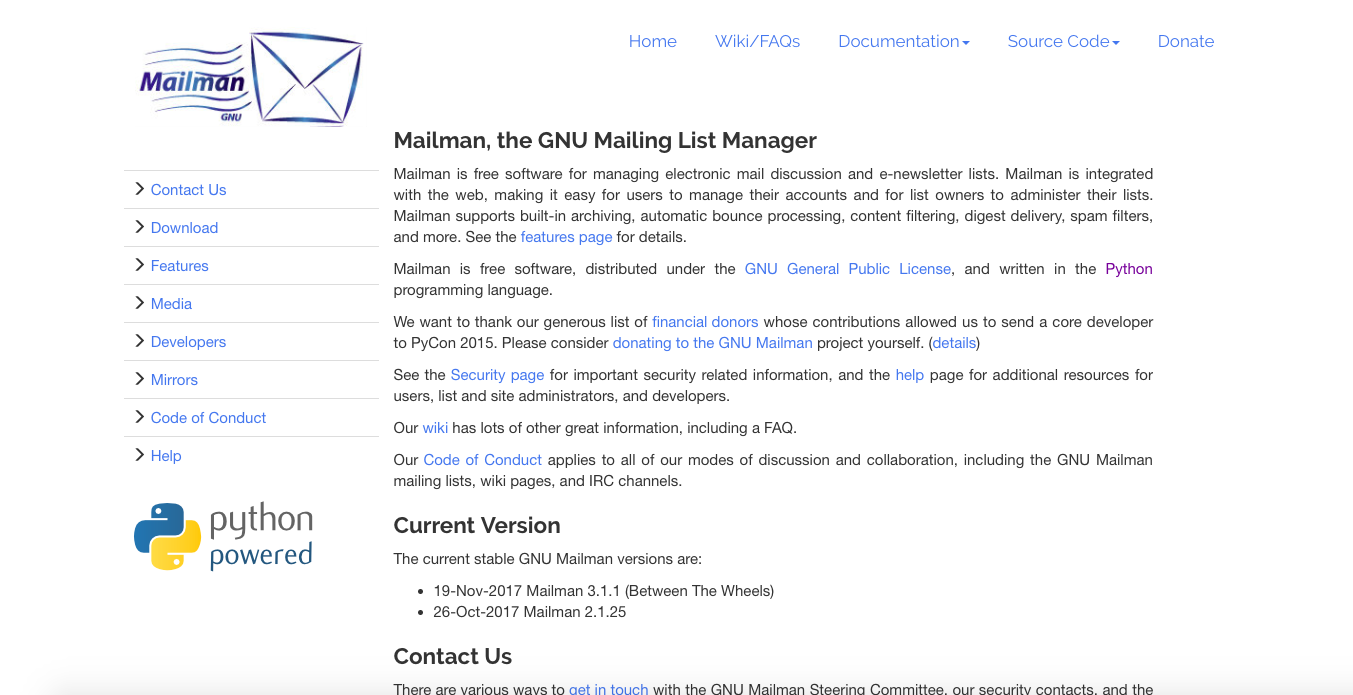 Mailman
GNU
Home Wiki/FAQs Documentation Source Code Donate
Contact Us
Download
Features
Media
Developers
Mirrors
Code of Conduct
Help
python
powered
Mailman, the GNU Mailing List Manager
Mailman is free software for managing electronic mail discussion and e-newsletter lists. Mailman is integrated
with the web, making it easy for users to manage their accounts and for list owners to administer their lists.
Mailman supports built-in archiving, automatic bounce processing, content filtering, digest delivery, spam filters,
and more. See the features page for details.
Mailman is free software, distributed under the GNU General Public License, and written in the Python
programming language.
We want to thank our generous list of financial donors whose contributions allowed us to send a core developer
to PyCon 2015. Please consider donating to the GNU Mailman project yourself. (details)
See the Security page for important security related information, and the help page for additional resources for
users, list and site administrators, and developers.
Our wiki has lots of other great information, including a FAQ.
Our Code of Conduct applies to all of our modes of discussion and collaboration, including the GNU Mailman
mailing lists, wiki pages, and IRC channels.
Current Version
The current stable GNU Mailman versions are:
• 19-Nov-2017 Mailman 3.1.1 (Between The Wheels)
• 26-Oct-2017 Mailman 2.1.25
Contact Us
There are various ways to get in touch with the GNU Mailman Steering Committee, our security contacts, and the